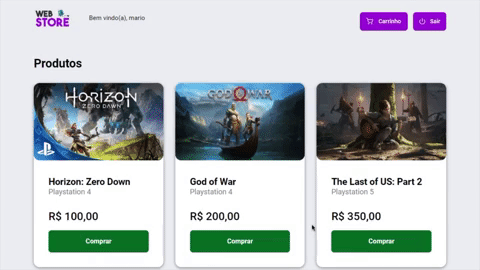 WEB
STORE
Bem vindo(a), mario
Carrinho
Sair
Produtos
HORIZON
ZERO DAWN
GOD OF WAR
Horizon: Zero Down
Playstation 4
R$ 100,00
Comprar
God of War
Playstation 4
R$ 200,00
Comprar
The Last of US: Part 2
Playstation 5
R$ 350,00
Comprar